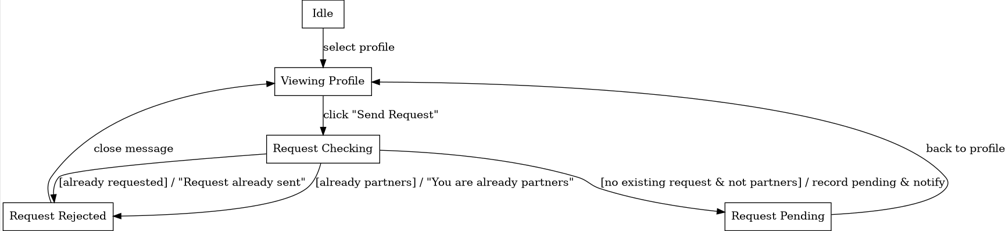 Idle
select profile
Viewing Profile
click "Send Request"
Request Checking
close message
back to profile
[already requested] / "Request already sent"
[already partners] / "You are already partners"
[no existing request & not partners] / record pending & notify
Request Rejected
Request Pending